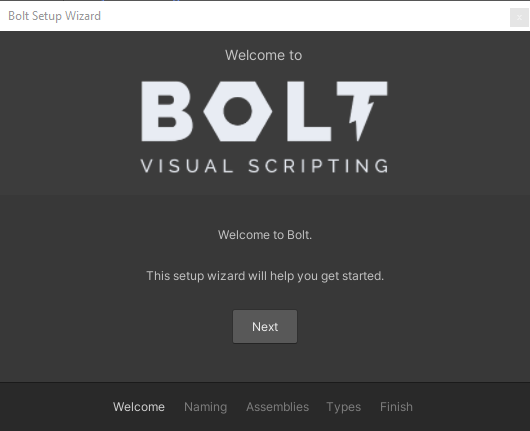 Bolt Setup Wizard
Welcome to
BOLT
VISUAL SCRIPTING
Welcome to Bolt.
This setup wizard will help you get started.
Next
Welcome Naming Assemblies Types Finish